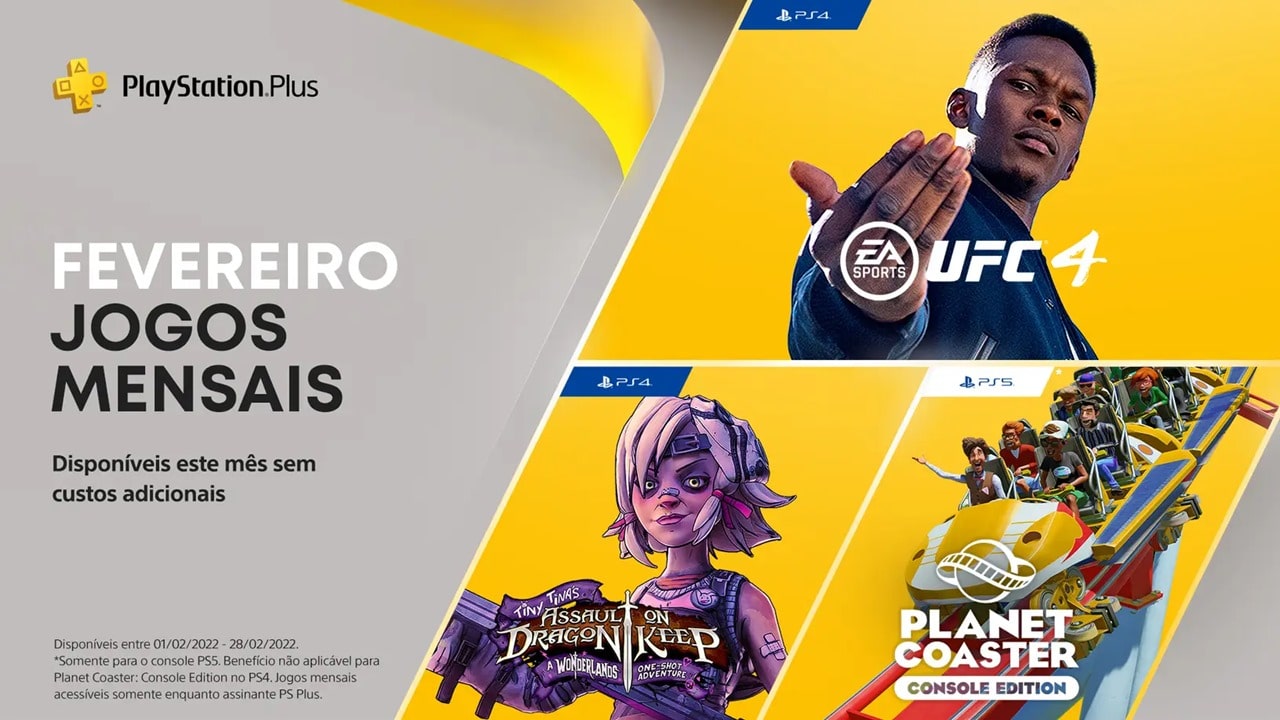 PlayStation®Plus
FEVEREIRO
JOGOS
MENSAIS
Disponíveis este mês sem
custos adicionais
Disponíveis entre 01/02/2022 - 28/02/2022.
*Somente para o console PS5. Benefício não aplicável para
Planet Coaster: Console Edition no PS4. Jogos mensais
acessíveis somente enquanto assinante PS Plus.
PS4
EA
SPORTS
UFC 4
PS4
TINY TINA'S
ASSAULT ON
DRAGON KEEP
A WONDERLANDS
ONE-SHOT
ADVENTURE
PS5 *
PLANET
COASTER
CONSOLE EDITION